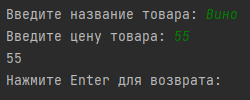 Введите название товара: Вино
Введите цену товара: 55
55
Нажмите Enter для возврата: